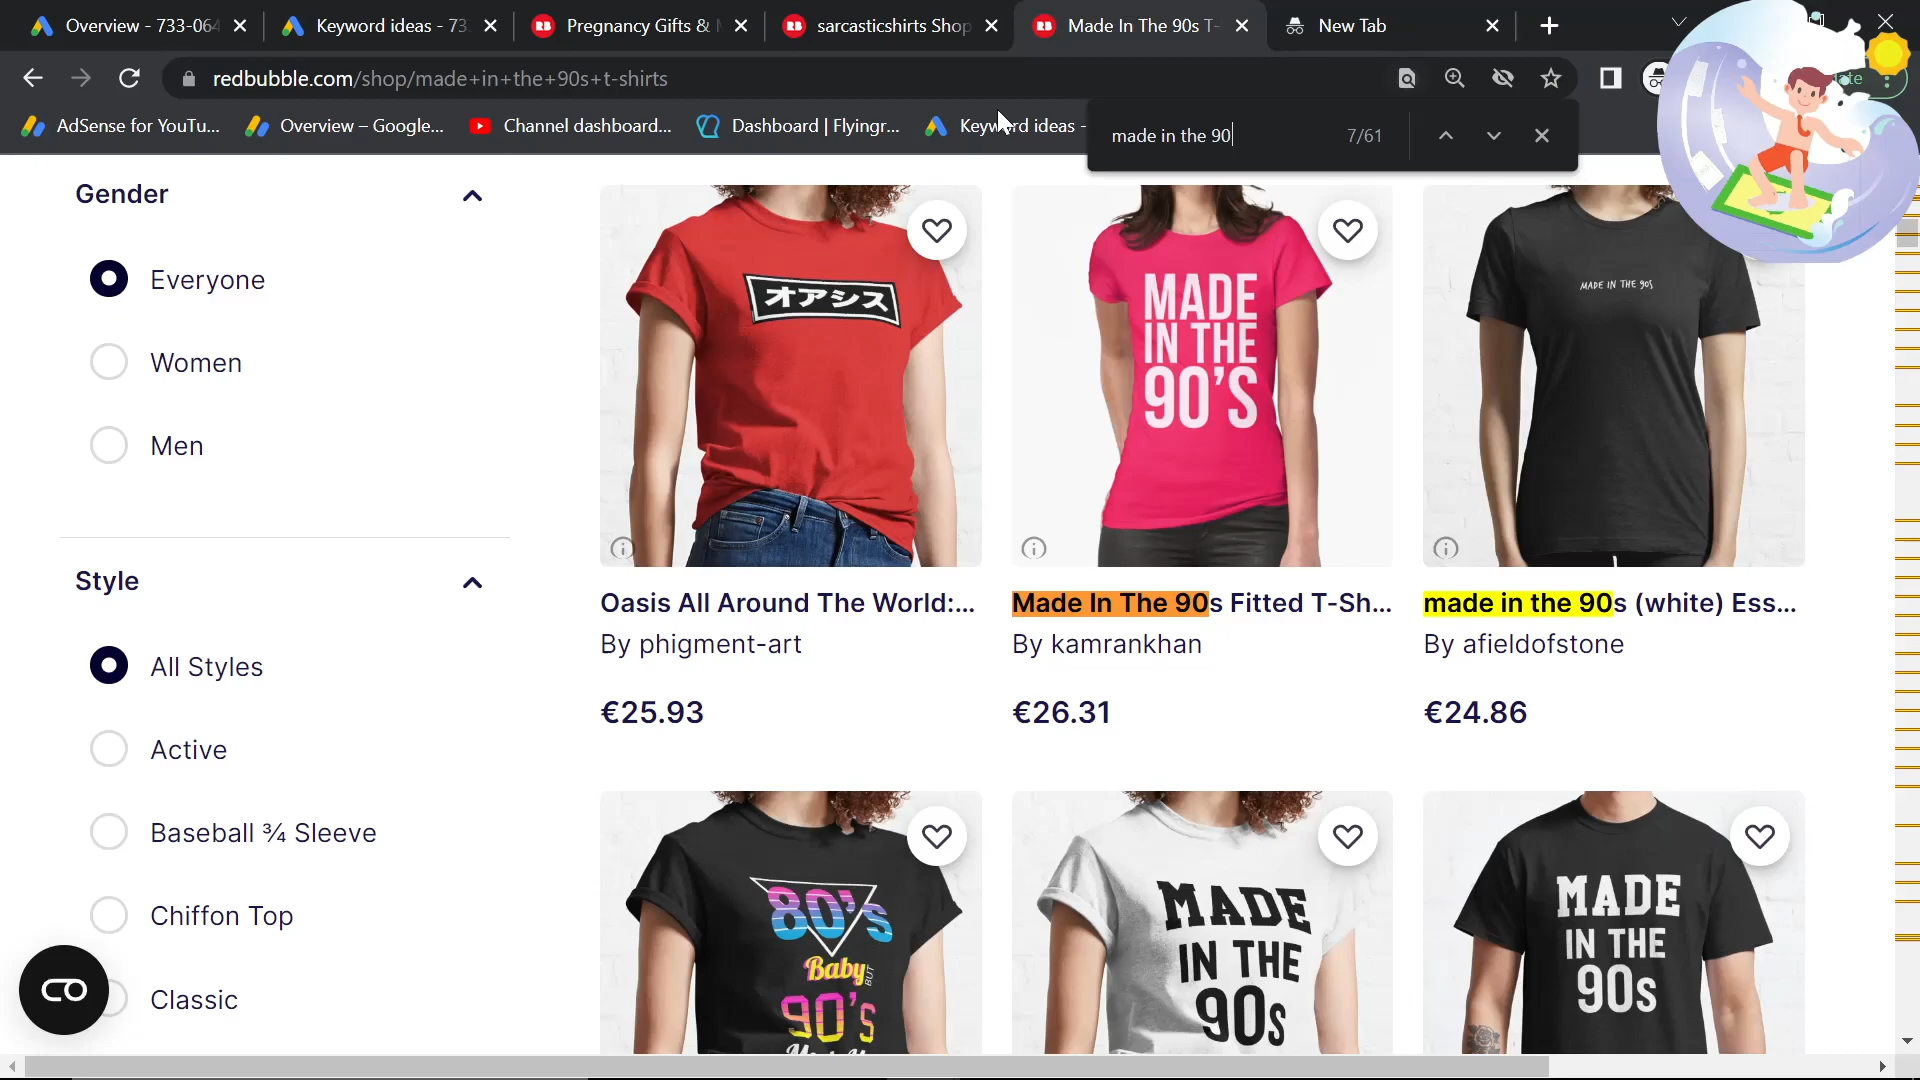 Overview - 733-064
Keyword ideas - 73
Pregnancy Gifts &
sarcasticshirts Shop
Made In The 90s T-
New Tab
redbubble.com/shop/made+in+the+90s+t-shirts
AdSense for YouTu...
Overview – Google...
Channel dashboard...
Dashboard | Flyingr...
Keyword ideas -
made in the 90
7/61
Gender
Everyone
Women
Men
Style
All Styles
Active
Baseball ¾ Sleeve
Chiffon Top
Classic
オアシス
MADE
IN THE
90'S
MADE IN THE 90s
Oasis All Around The World:...
By phigment-art
€25.93
Made In The 90s Fitted T-Sh...
By kamrankhan
€26.31
made in the 90s (white) Ess...
By afieldofstone
€24.86
80's
Baby
BUT
90's
MADE
IN THE
90s
MADE
IN THE
90s